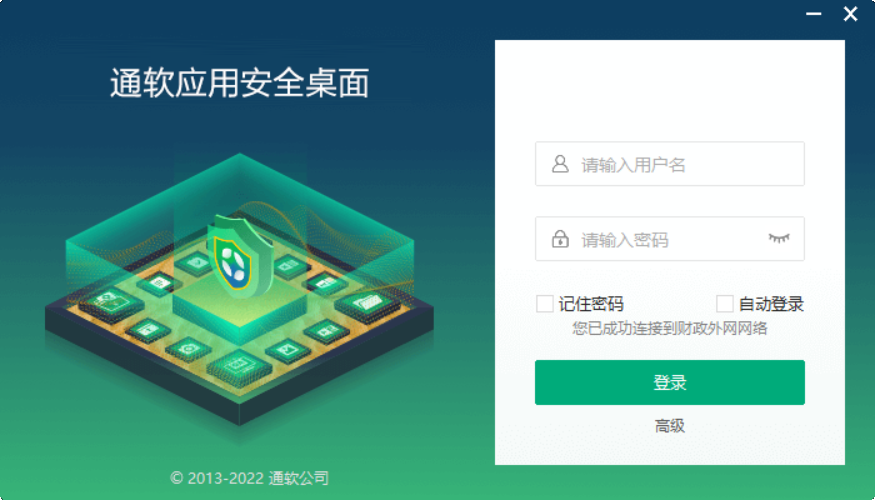 通软应用安全桌面
请输入用户名
请输入密码
记住密码 自动登录
您已成功连接到财政外网网络
登录
高级
© 2013-2022 通软公司